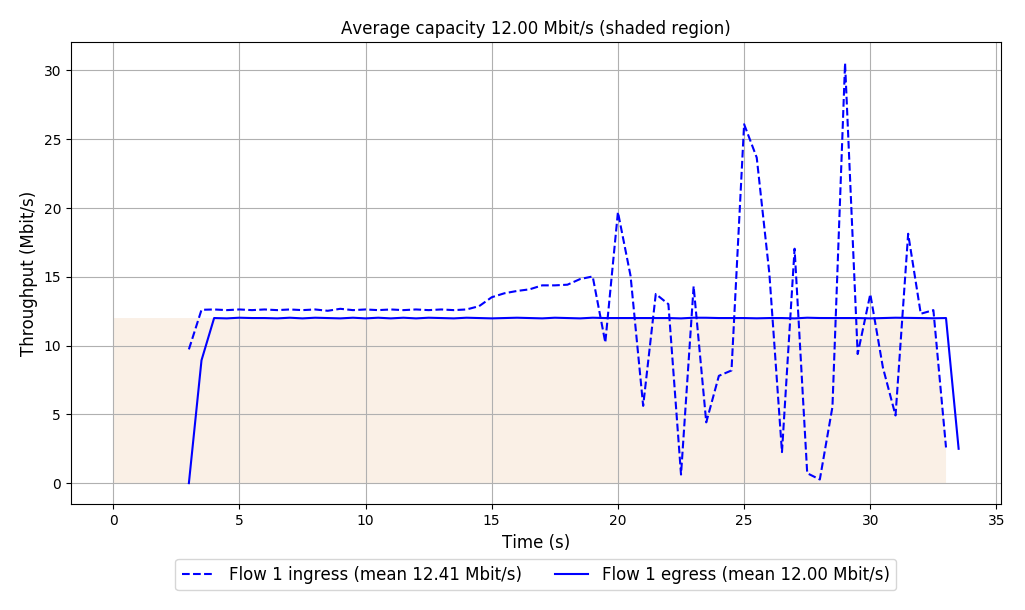 Average capacity 12.00 Mbit/s (shaded region)
Throughput (Mbit/s)
30
25
20
15
10
5
0
0 5 10 15 20 25 30 35
Time (s)
Flow 1 ingress (mean 12.41 Mbit/s) Flow 1 egress (mean 12.00 Mbit/s)